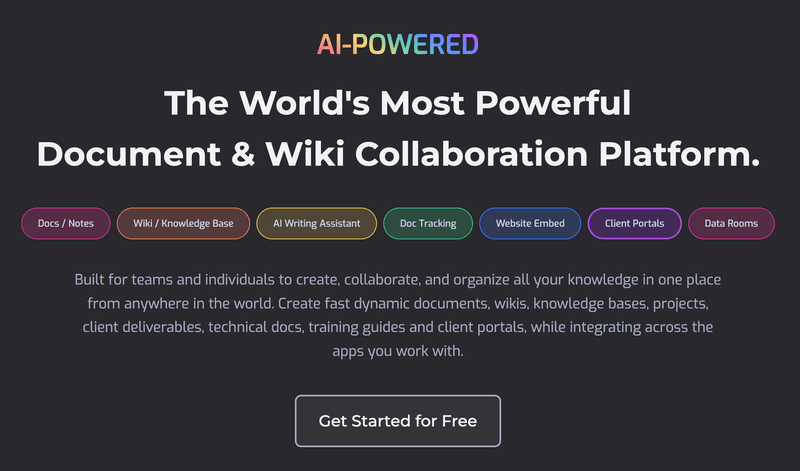 AI-POWERED
The World's Most Powerful
Document & Wiki Collaboration Platform.
Docs / Notes
Wiki / Knowledge Base
AI Writing Assistant
Doc Tracking
Website Embed
Client Portals
Data Rooms
Built for teams and individuals to create, collaborate, and organize all your knowledge in one place
from anywhere in the world. Create fast dynamic documents, wikis, knowledge bases, projects,
client deliverables, technical docs, training guides and client portals, while integrating across the
apps you work with.
Get Started for Free